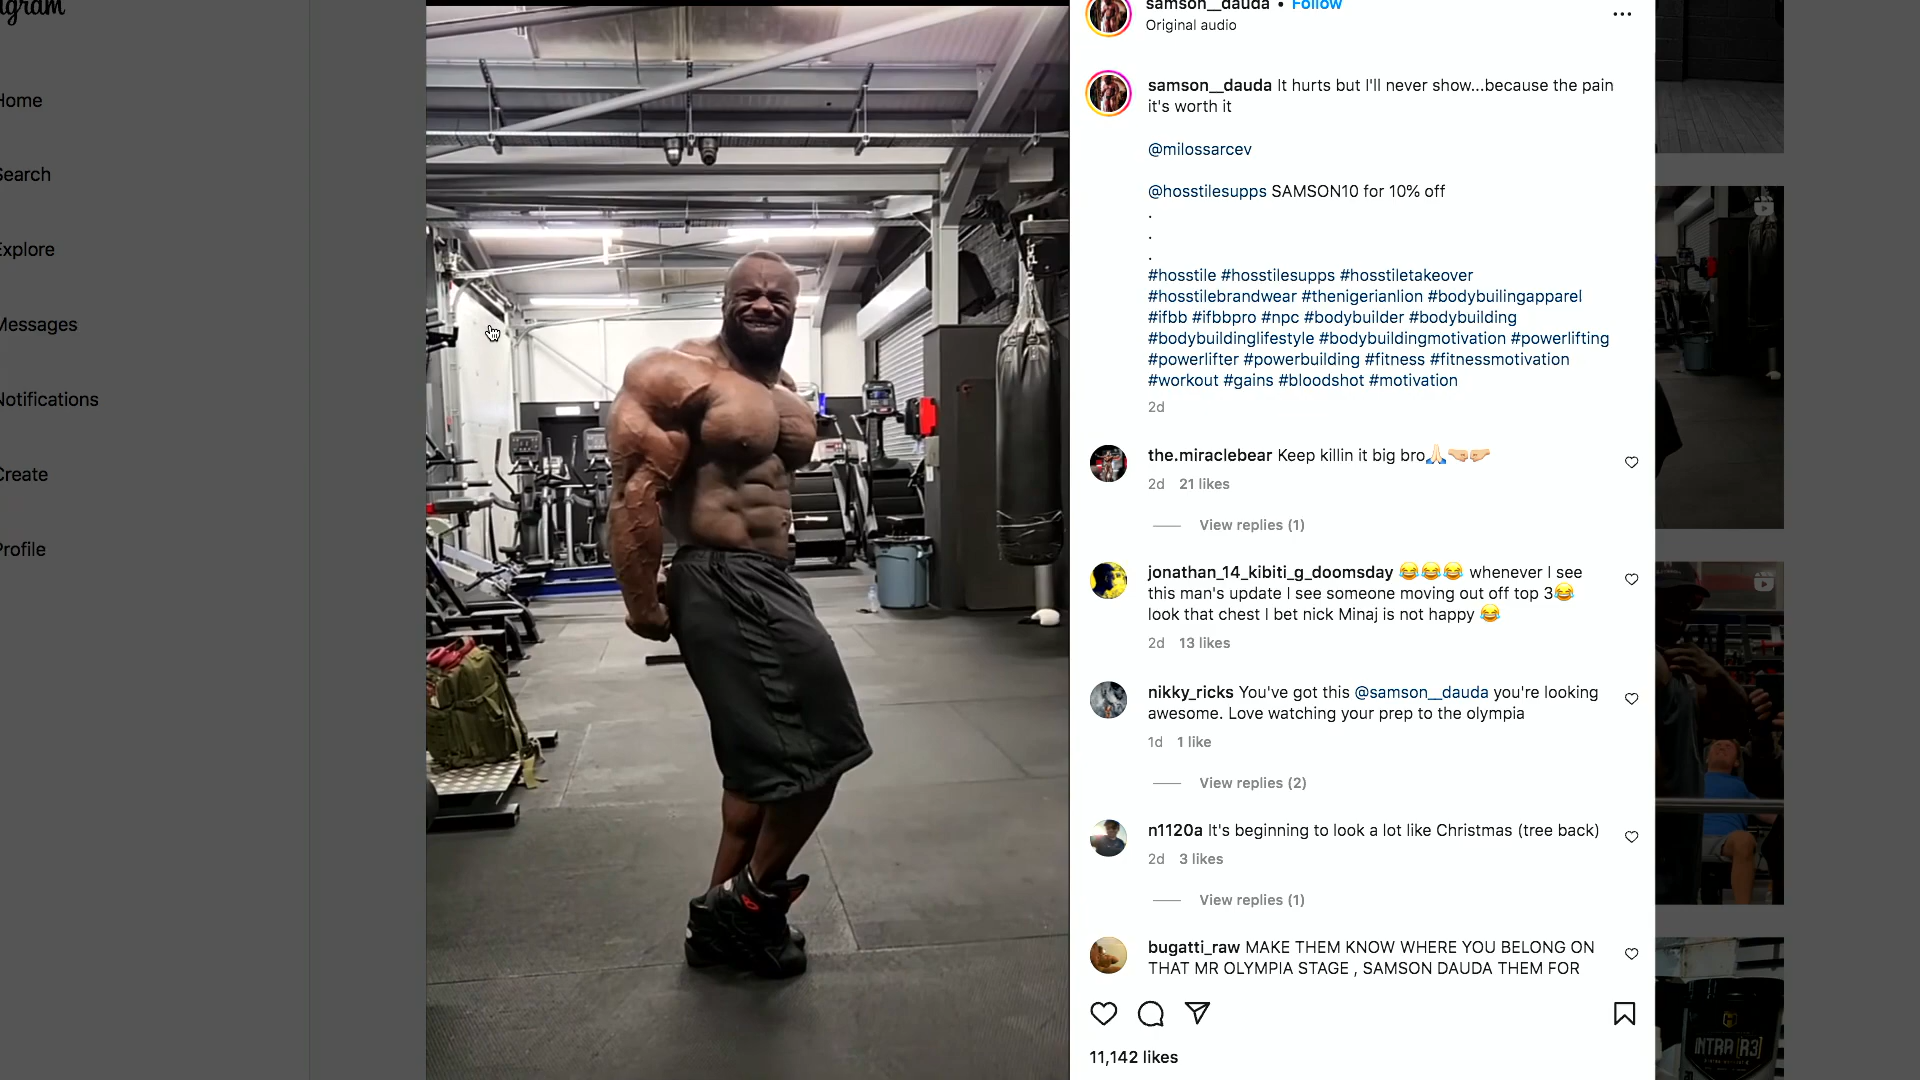 agram
Home
Search
Explore
Messages
Notifications
Create
Profile
samson__dauda • Follow
Original audio
samson__dauda It hurts but I'll never show...because the pain
it's worth it
@milossarcev
@hosstilesupps SAMSON10 for 10% off
.
.
.
#hosstile #hosstilesupps #hosstiletakeover
#hosstilebrandwear #thenigerianlion #bodybuilingapparel
#ifbb #ifbbpro #npc #bodybuilder #bodybuilding
#bodybuildinglifestyle #bodybuildingmotivation #powerlifting
#powerlifter #powerbuilding #fitness #fitnessmotivation
#workout #gains #bloodshot #motivation
2d
the.miraclebear Keep killin it big bro🙏🏻🤜🏻🤛🏻
2d 21 likes
View replies (1)
jonathan_14_kibiti_g_doomsday 😂😂😂 whenever I see
this man's update I see someone moving out off top 3😂
look that chest I bet nick Minaj is not happy 😂
2d 13 likes
nikky_ricks You've got this @samson__dauda you're looking
awesome. Love watching your prep to the olympia
1d 1 like
View replies (2)
n1120a It's beginning to look a lot like Christmas (tree back)
2d 3 likes
View replies (1)
bugatti_raw MAKE THEM KNOW WHERE YOU BELONG ON
THAT MR OLYMPIA STAGE , SAMSON DAUDA THEM FOR
11,142 likes
INTRA [R3]